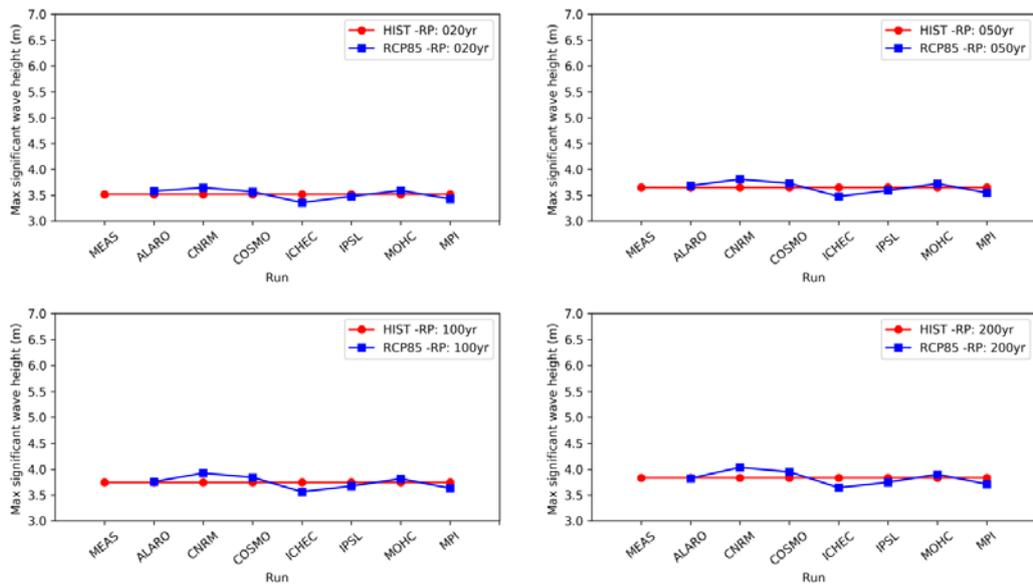 7.0
6.5
6.0
5.5
5.0
4.5
4.0
3.5
3.0
Max significant wave height (m)
HIST -RP: 020yr
RCP85 -RP: 020yr
MEAS
ALARO
CNRM
COSMO
ICHEC
IPSL
MOHC
MPI
Run
7.0
6.5
6.0
5.5
5.0
4.5
4.0
3.5
3.0
Max significant wave height (m)
HIST -RP: 050yr
RCP85 -RP: 050yr
MEAS
ALARO
CNRM
COSMO
ICHEC
IPSL
MOHC
MPI
Run
7.0
6.5
6.0
5.5
5.0
4.5
4.0
3.5
3.0
Max significant wave height (m)
HIST -RP: 100yr
RCP85 -RP: 100yr
MEAS
ALARO
CNRM
COSMO
ICHEC
IPSL
MOHC
MPI
Run
7.0
6.5
6.0
5.5
5.0
4.5
4.0
3.5
3.0
Max significant wave height (m)
HIST -RP: 200yr
RCP85 -RP: 200yr
MEAS
ALARO
CNRM
COSMO
ICHEC
IPSL
MOHC
MPI
Run